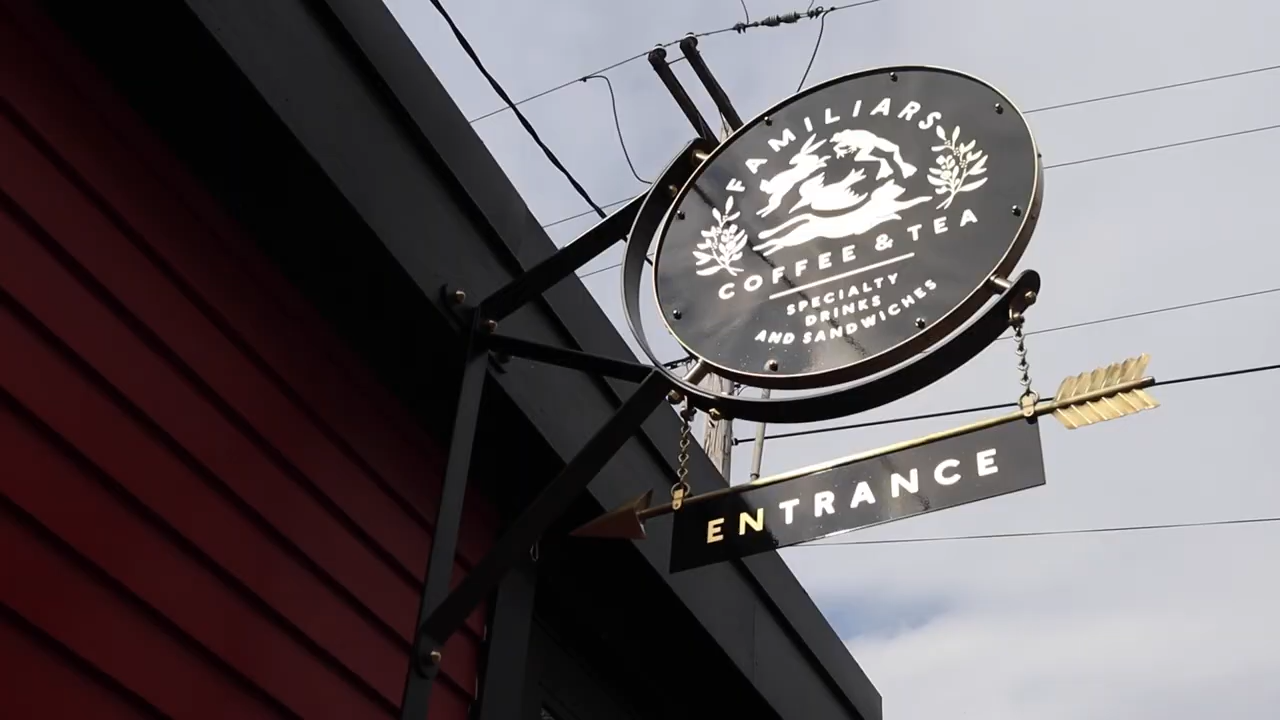 FAMILIARS
COFFEE & TEA
SPECIALTY
DRINKS
AND SANDWICHES
ENTRANCE